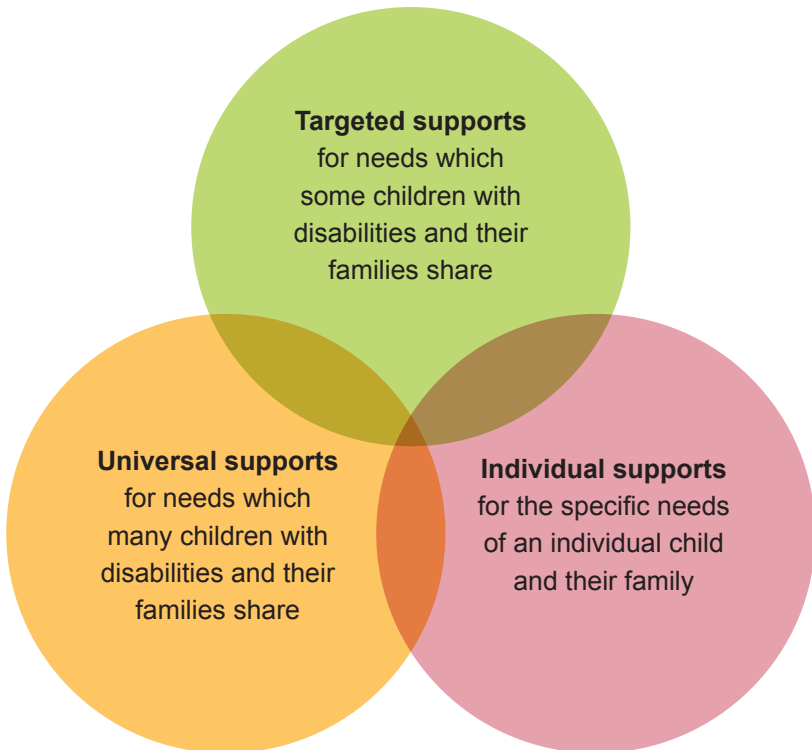 Targeted supports
for needs which
some children with
disabilities and their
families share
Universal supports
for needs which
many children with
disabilities and their
families share
Individual supports
for the specific needs
of an individual child
and their family